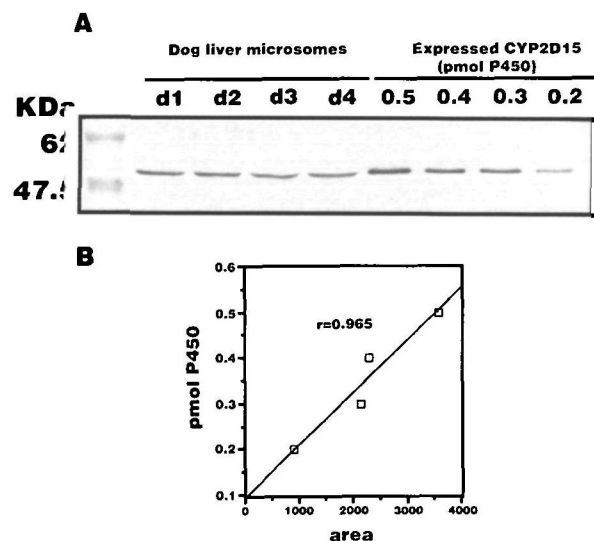 A
Dog liver microsomes
Expressed CYP2D15
(pmol P450)
d1 d2 d3 d4 0.5 0.4 0.3 0.2
47.5
B
0.6
0.5
0.4
0.3
0.2
0.1
pmol P450
r=0.965
0 1000 2000 3000 4000
area